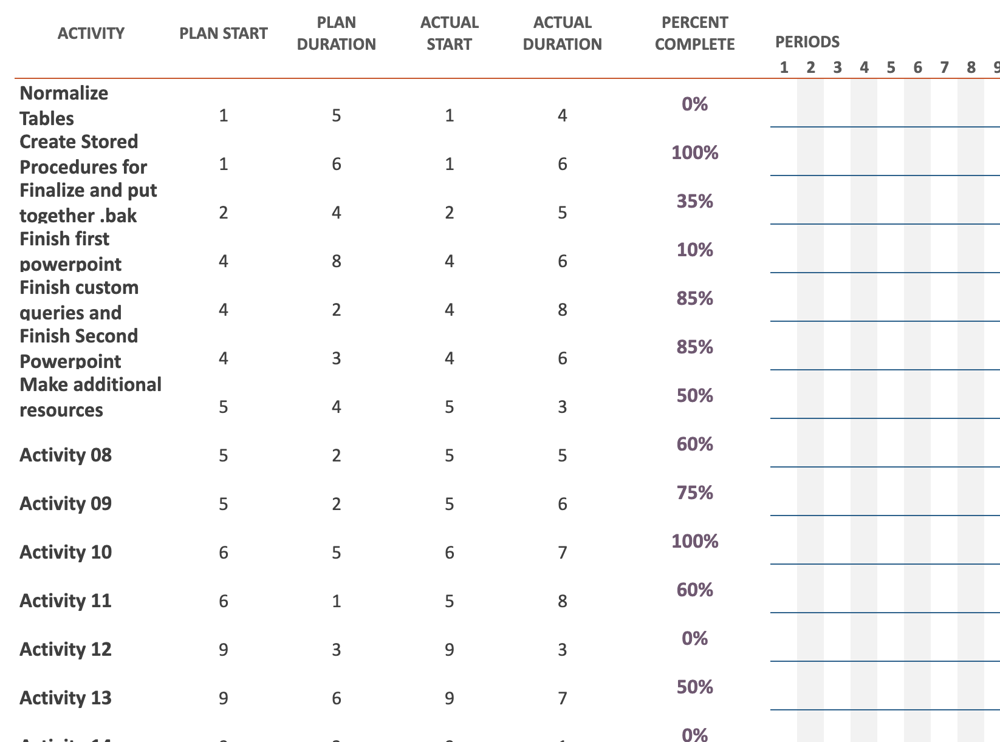 ACTIVITY PLAN START PLAN DURATION ACTUAL START ACTUAL DURATION PERCENT COMPLETE PERIODS
1 2 3 4 5 6 7 8 9
Normalize
Tables 1 5 1 4 0%
Create Stored
Procedures for 1 6 1 6 100%
Finalize and put
together .bak 2 4 2 5 35%
Finish first
powerpoint 4 8 4 6 10%
Finish custom
queries and 4 2 4 8 85%
Finish Second
Powerpoint 4 3 4 6 85%
Make additional
resources 5 4 5 3 50%
Activity 08 5 2 5 5 60%
Activity 09 5 2 5 6 75%
Activity 10 6 5 6 7 100%
Activity 11 6 1 5 8 60%
Activity 12 9 3 9 3 0%
Activity 13 9 6 9 7 50%
0%